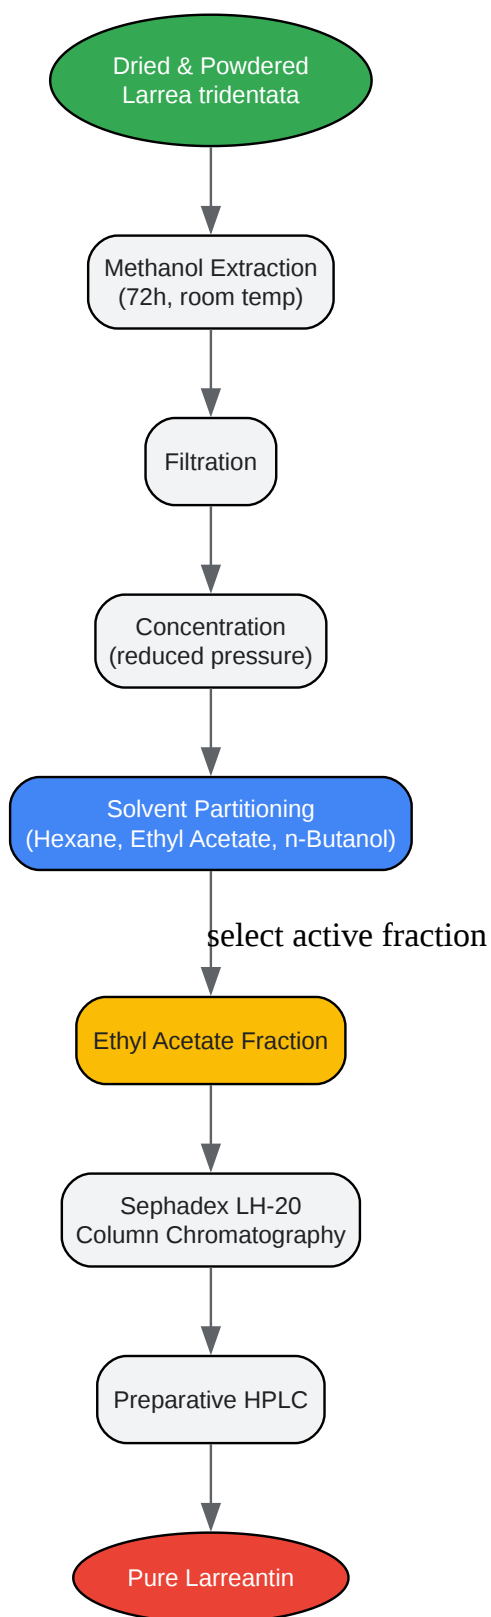 Dried & Powdered
Larrea tridentata
Methanol Extraction
(72h, room temp)
Filtration
Concentration
(reduced pressure)
Solvent Partitioning
(Hexane, Ethyl Acetate, n-Butanol)
select active fraction
Ethyl Acetate Fraction
Sephadex LH-20
Column Chromatography
Preparative HPLC
Pure Larreantin